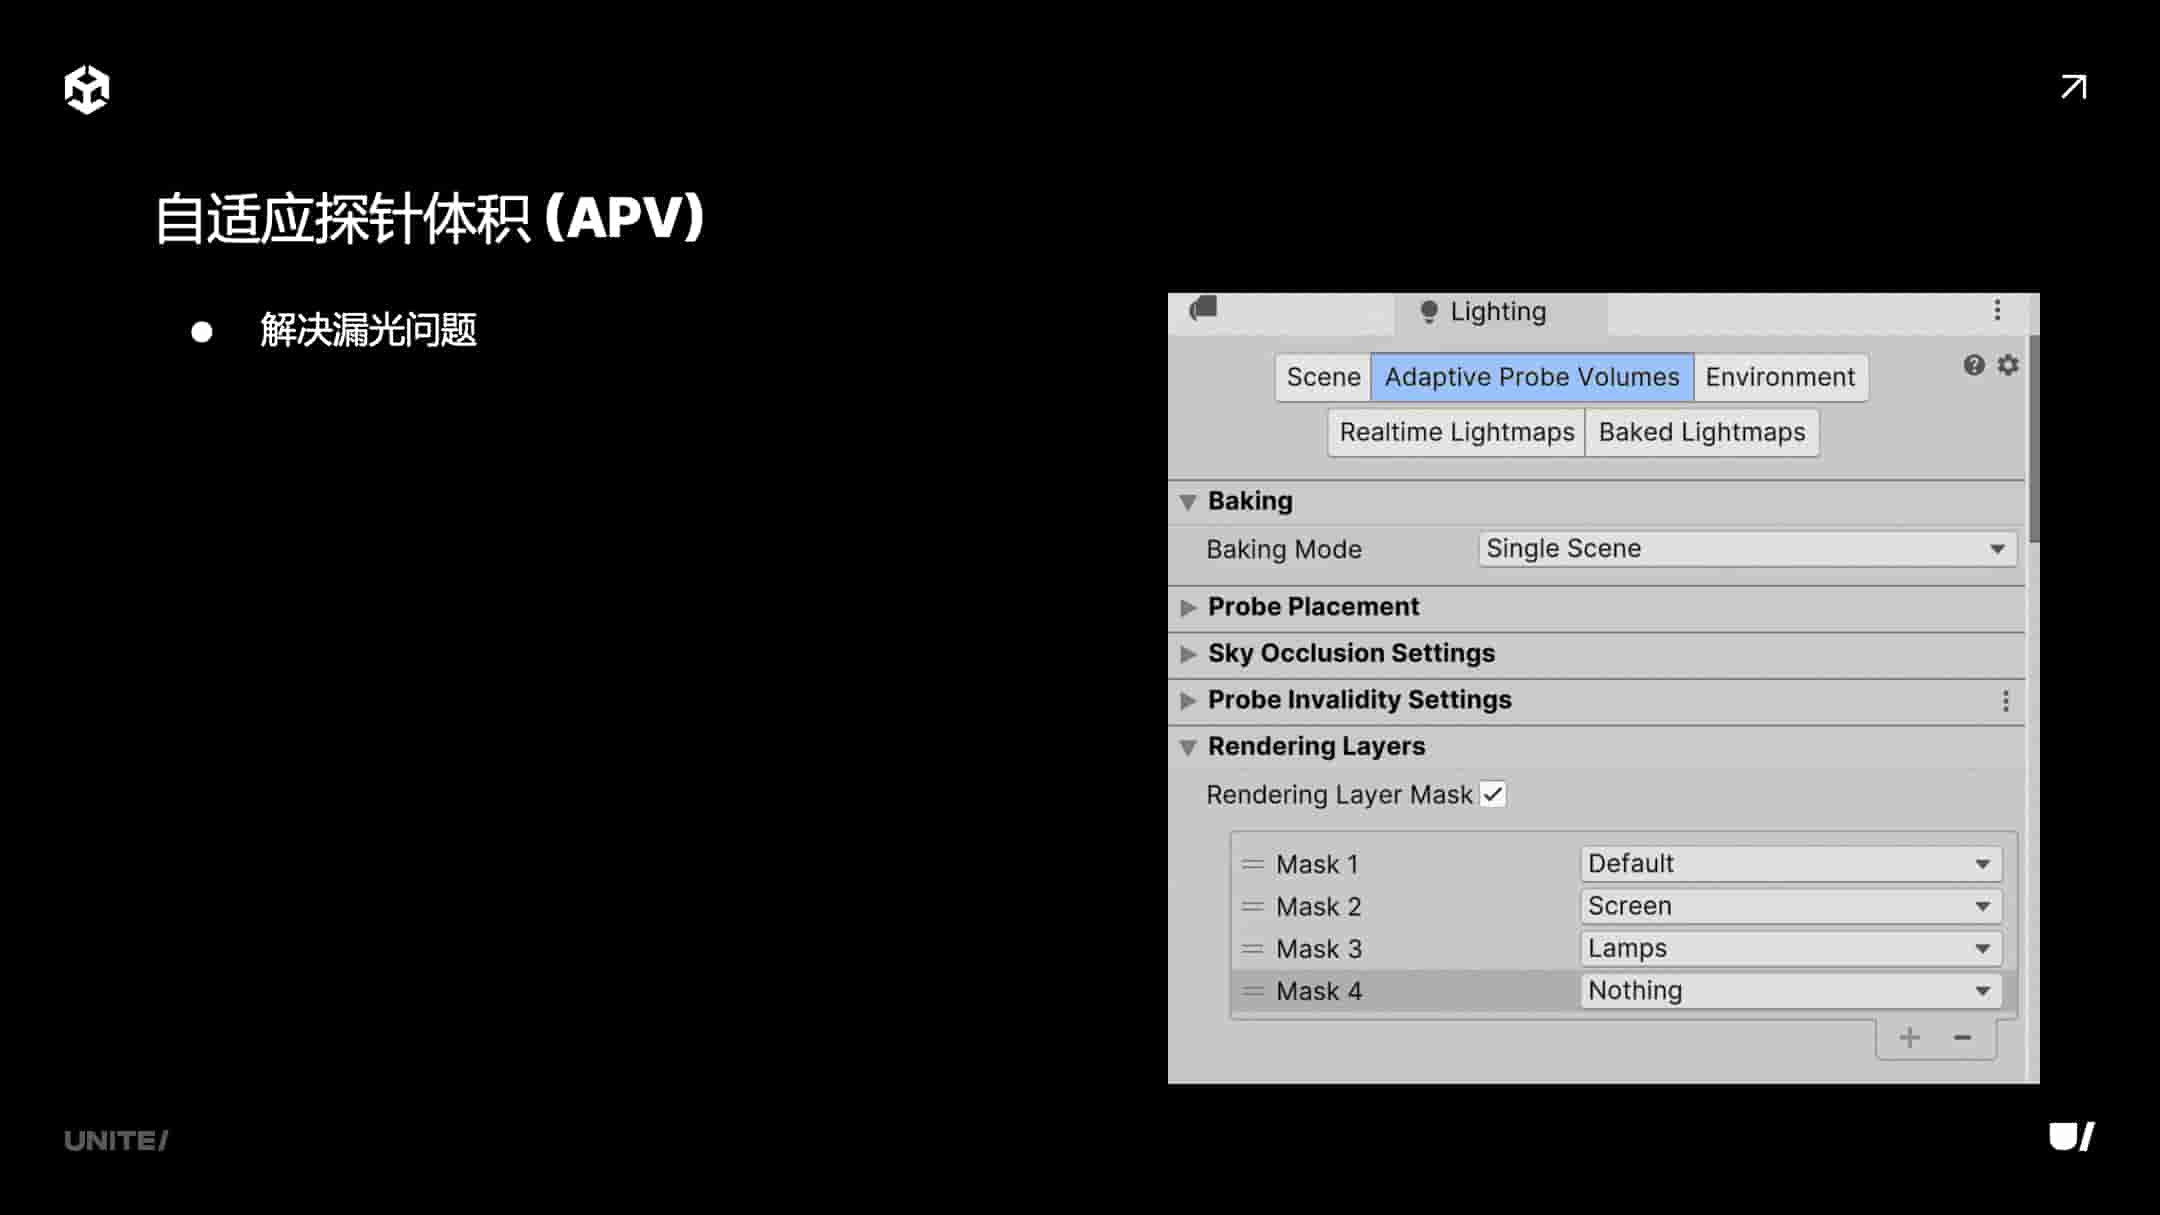 自适应探针体积 (APV)
解决漏光问题
Lighting
Scene Adaptive Probe Volumes Environment
Realtime Lightmaps Baked Lightmaps
Baking
Baking Mode Single Scene
Probe Placement
Sky Occlusion Settings
Probe Invalidity Settings
Rendering Layers
Rendering Layer Mask
Mask 1 Default
Mask 2 Screen
Mask 3 Lamps
Mask 4 Nothing
UNITE/
U/